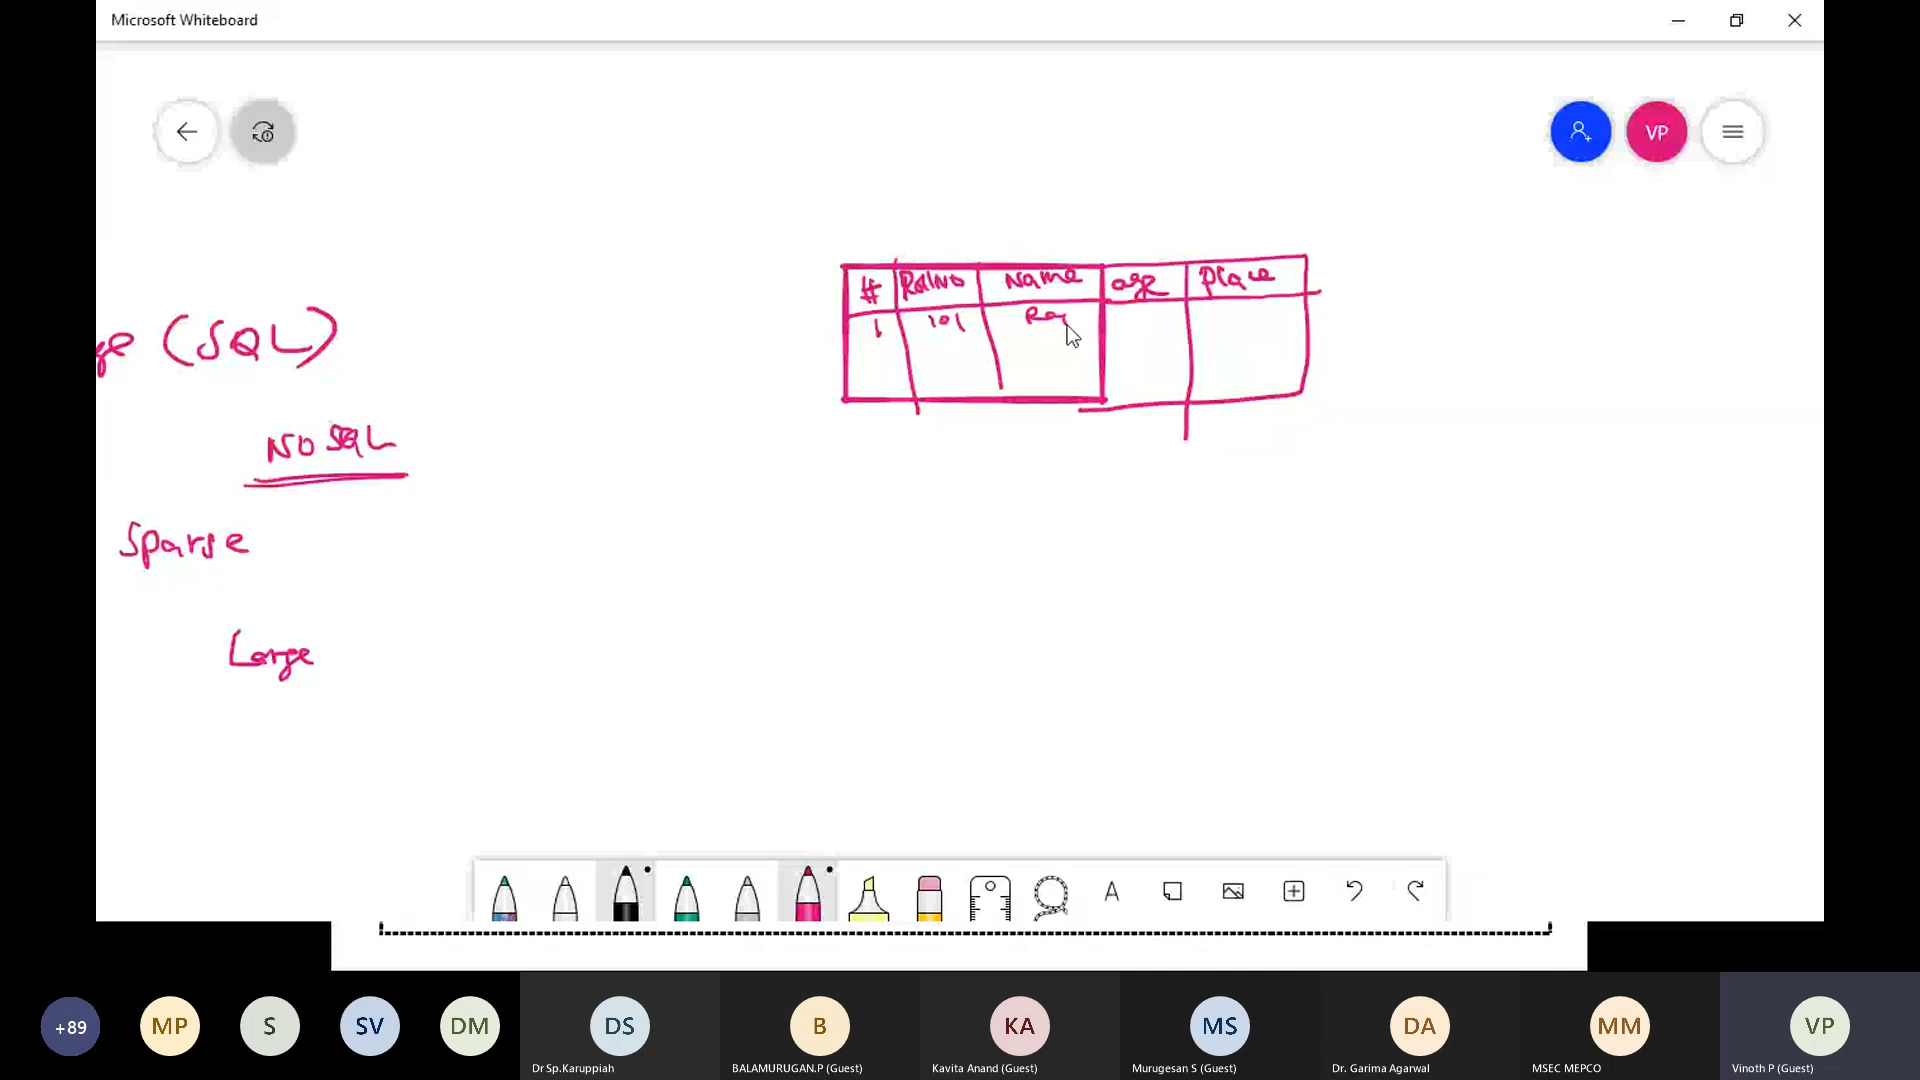 Microsoft Whiteboard
VP
# RollNo Name age Place
1 101
(SQL)
NO SQL
Sparse
Large
A
+89
MP
S
SV
DM
DS
B
KA
MS
DA
MM
VP
Dr Sp.Karuppiah
BALAMURUGAN.P (Guest)
Kavita Anand (Guest)
Murugesan S (Guest)
Dr. Garima Agarwal
MSEC MEPCO
Vinoth P (Guest)